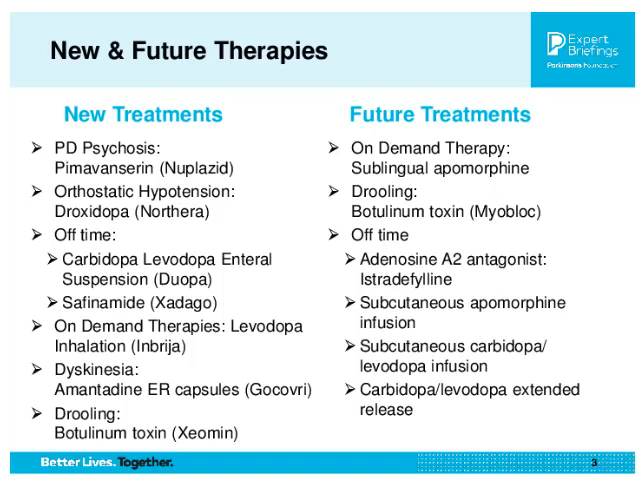 New & Future Therapies
Expert
Briefings
Parkinson's Foundation
New Treatments
➤ PD Psychosis:
Pimavanserin (Nuplazid)
➤ Orthostatic Hypotension:
Droxidopa (Northera)
➤ Off time:
➤ Carbidopa Levodopa Enteral
Suspension (Duopa)
➤ Safinamide (Xadago)
➤ On Demand Therapies: Levodopa
Inhalation (Inbrija)
➤ Dyskinesia:
Amantadine ER capsules (Gocovri)
➤ Drooling:
Botulinum toxin (Xeomin)
Future Treatments
➤ On Demand Therapy:
Sublingual apomorphine
➤ Drooling:
Botulinum toxin (Myobloc)
➤ Off time
➤ Adenosine A2 antagonist:
Istradefylline
➤ Subcutaneous apomorphine
infusion
➤ Subcutaneous carbidopa/
levodopa infusion
➤ Carbidopa/levodopa extended
release
Better Lives. Together.
3